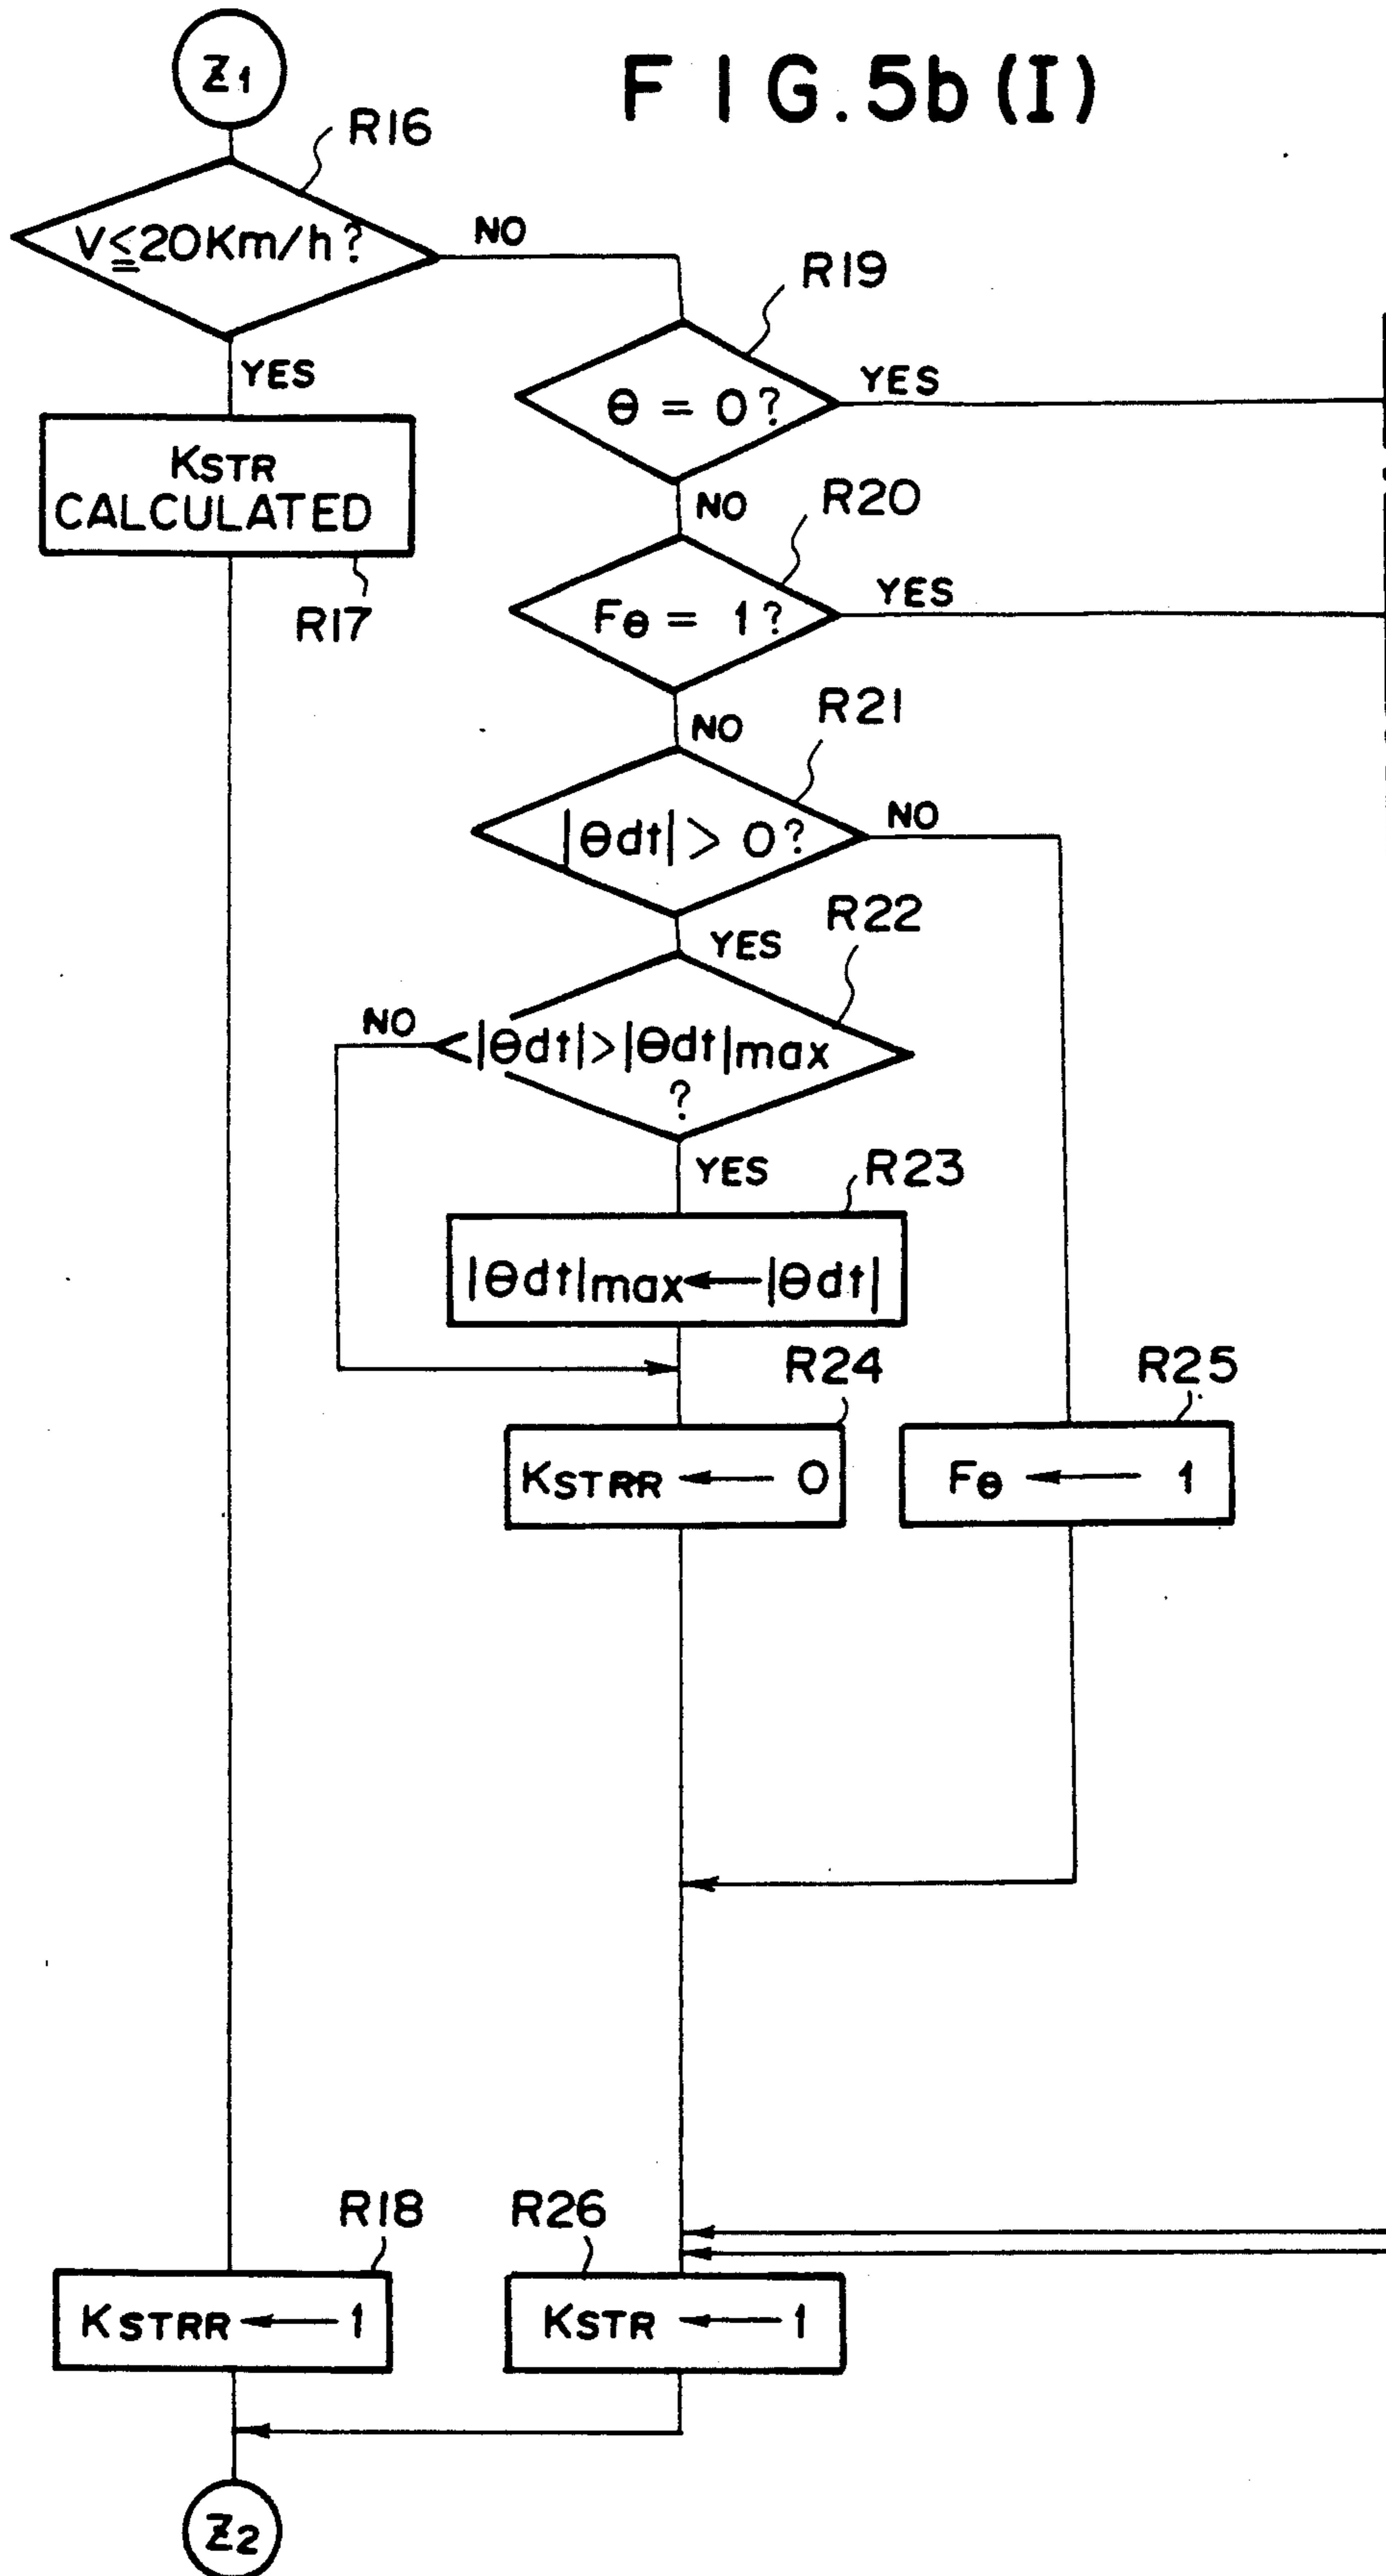 Z1
FIG.5b(I)
R16
V≦20Km/h?
NO
R19
YES
θ = 0?
YES
KSTR
CALCULATED
NO
R20
R17
Fθ = 1?
YES
NO
R21
|θdt| > 0?
NO
YES
R22
NO
|θdt|>|θdt|max
?
YES
R23
|θdt|max←|θdt|
R24
R25
KSTRR ← 0
Fθ ← 1
R18
R26
KSTRR ← 1
KSTR ← 1
Z2